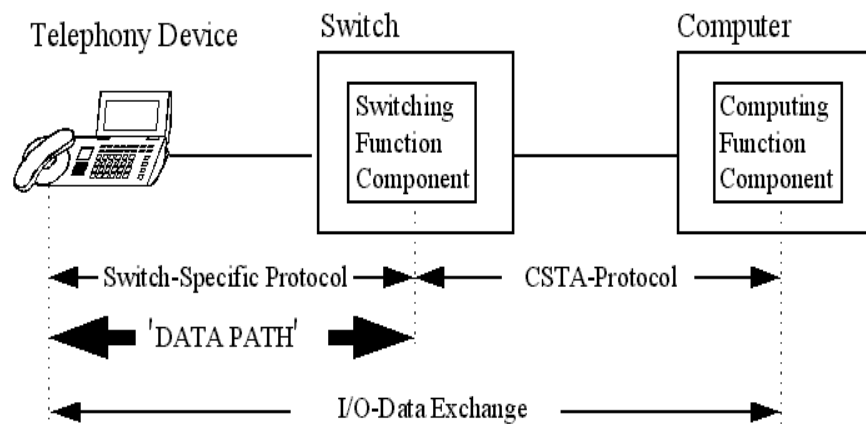 Telephony Device
Switch
Computer
Switching
Function
Component
Computing
Function
Component
Switch-Specific Protocol
CSTA-Protocol
'DATA PATH'
I/O-Data Exchange